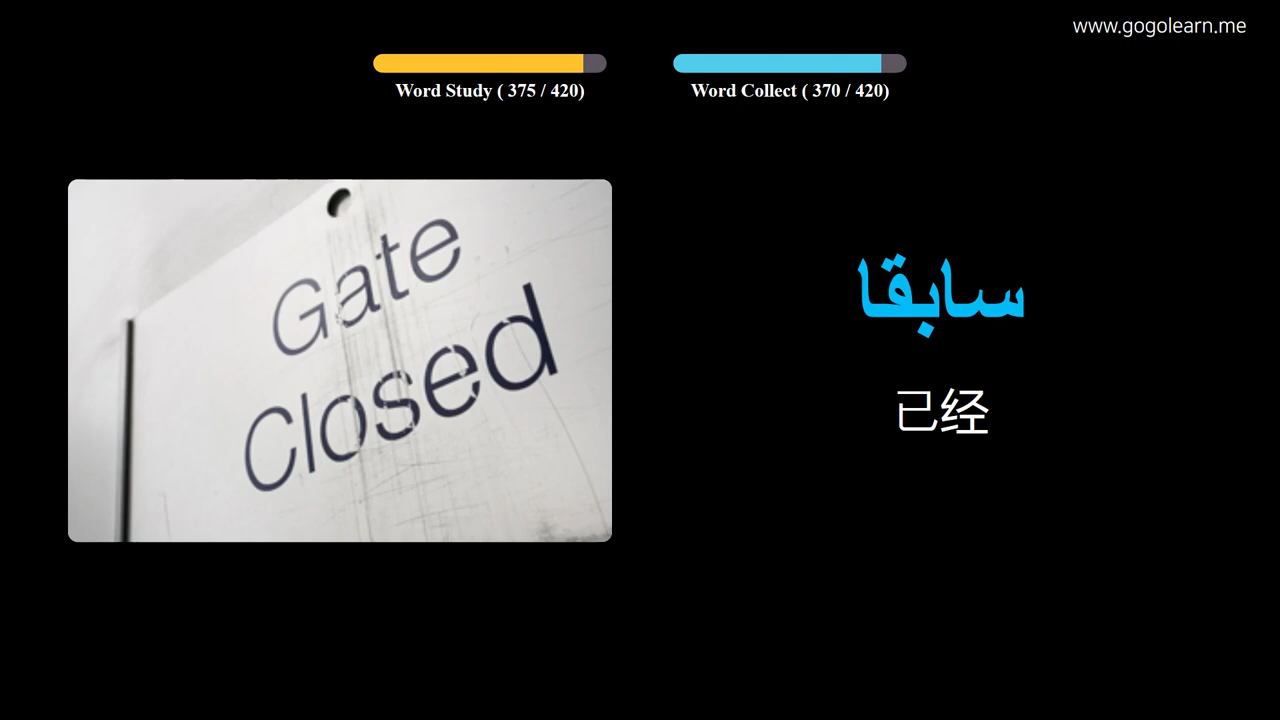 www.gogolearn.me
Word Study ( 375 / 420)
Word Collect ( 370 / 420)
Gate
Closed
سابقا
已经